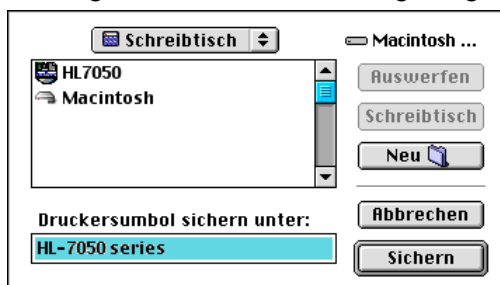 Schreibtisch
Macintosh ...
HL7050
Macintosh
Auswerfen
Schreibtisch
Neu
Druckersumbol sichern unter:
HL-7050 series
Abbrechen
Sichern